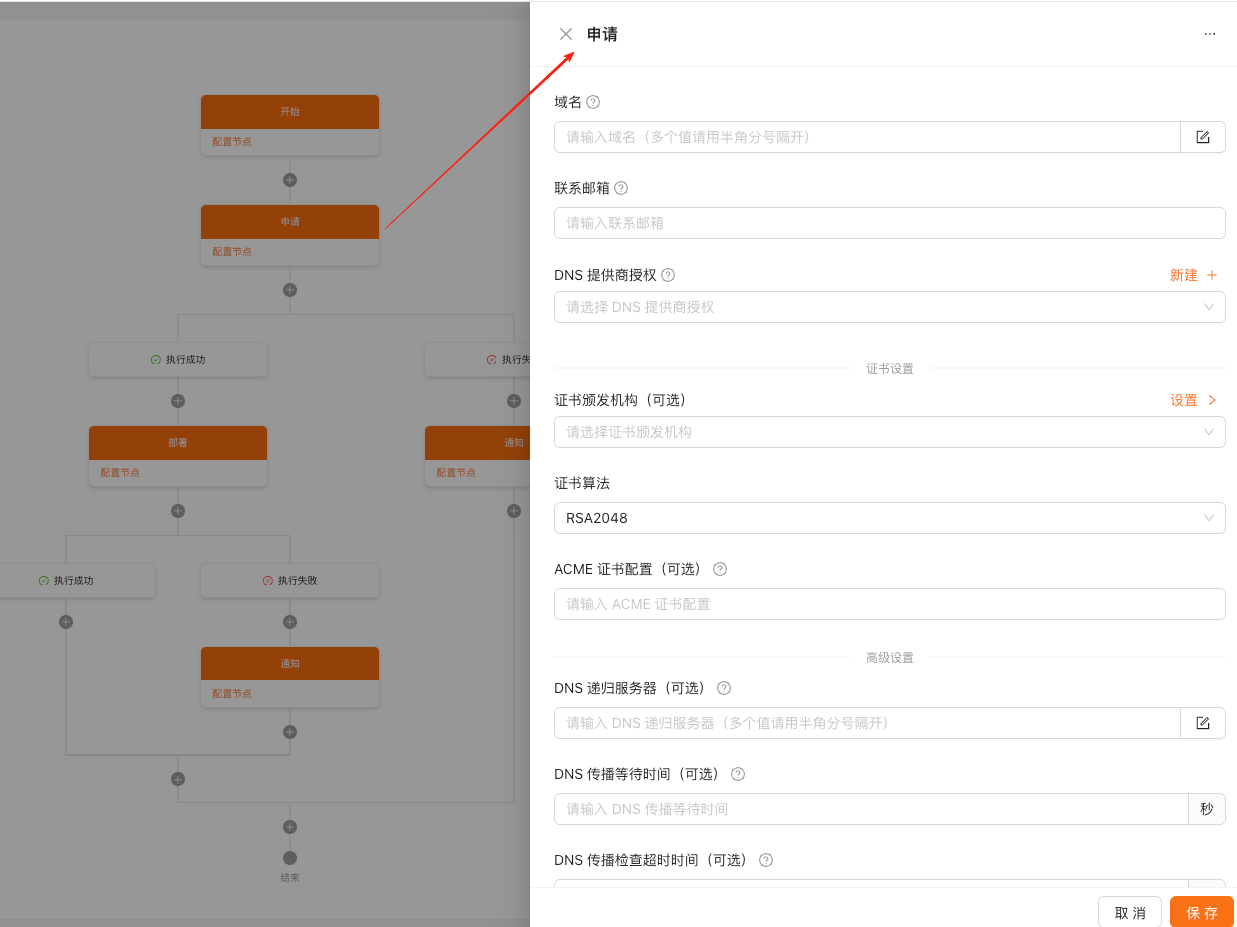 开始
配置节点
申请
配置节点
执行成功
执行失
部署
配置节点
通知
配置节点
执行成功
执行失败
通知
配置节点
结束
申请
域名
请输入域名（多个值请用半角分号隔开）
联系邮箱
请输入联系邮箱
DNS 提供商授权
新建
请选择 DNS 提供商授权
证书设置
证书颁发机构（可选）
设置
请选择证书颁发机构
证书算法
RSA2048
ACME 证书配置（可选）
请输入 ACME 证书配置
高级设置
DNS 递归服务器（可选）
请输入 DNS 递归服务器（多个值请用半角分号隔开）
DNS 传播等待时间（可选）
请输入 DNS 传播等待时间
秒
DNS 传播检查超时时间（可选）
取 消
保 存